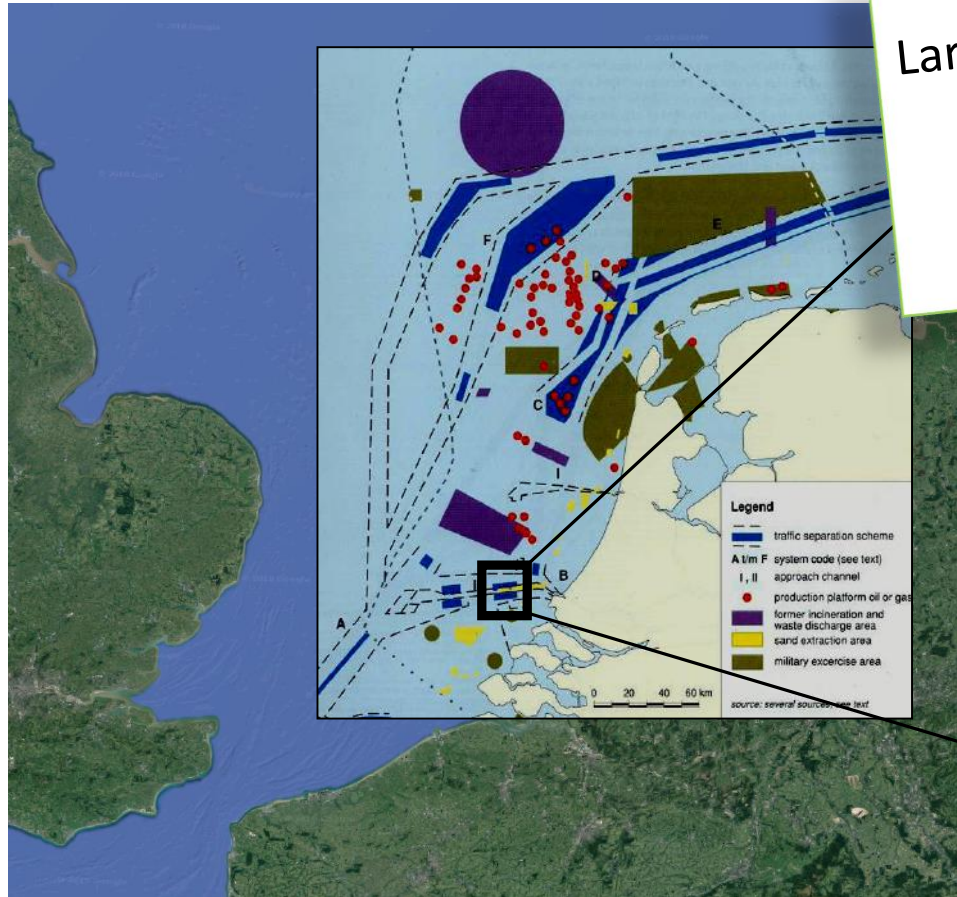 Lar
F
E
D
C
I
B
A
Legend
traffic separation scheme
A t/m F system code (see text)
I , II approach channel
production platform oil or gas
former incineration and
waste discharge area
sand extraction area
military excercise area
0 20 40 60 km
source: several sources, see text